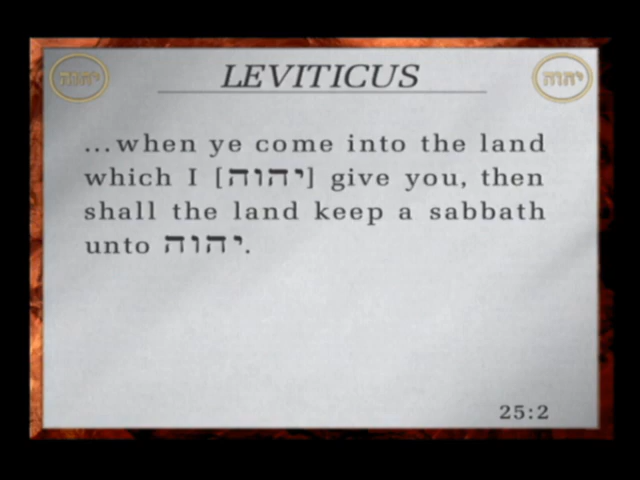 יהוה LEVITICUS יהוה
...when ye come into the land
which I [יהוה] give you, then
shall the land keep a sabbath
unto יהוה.
25:2